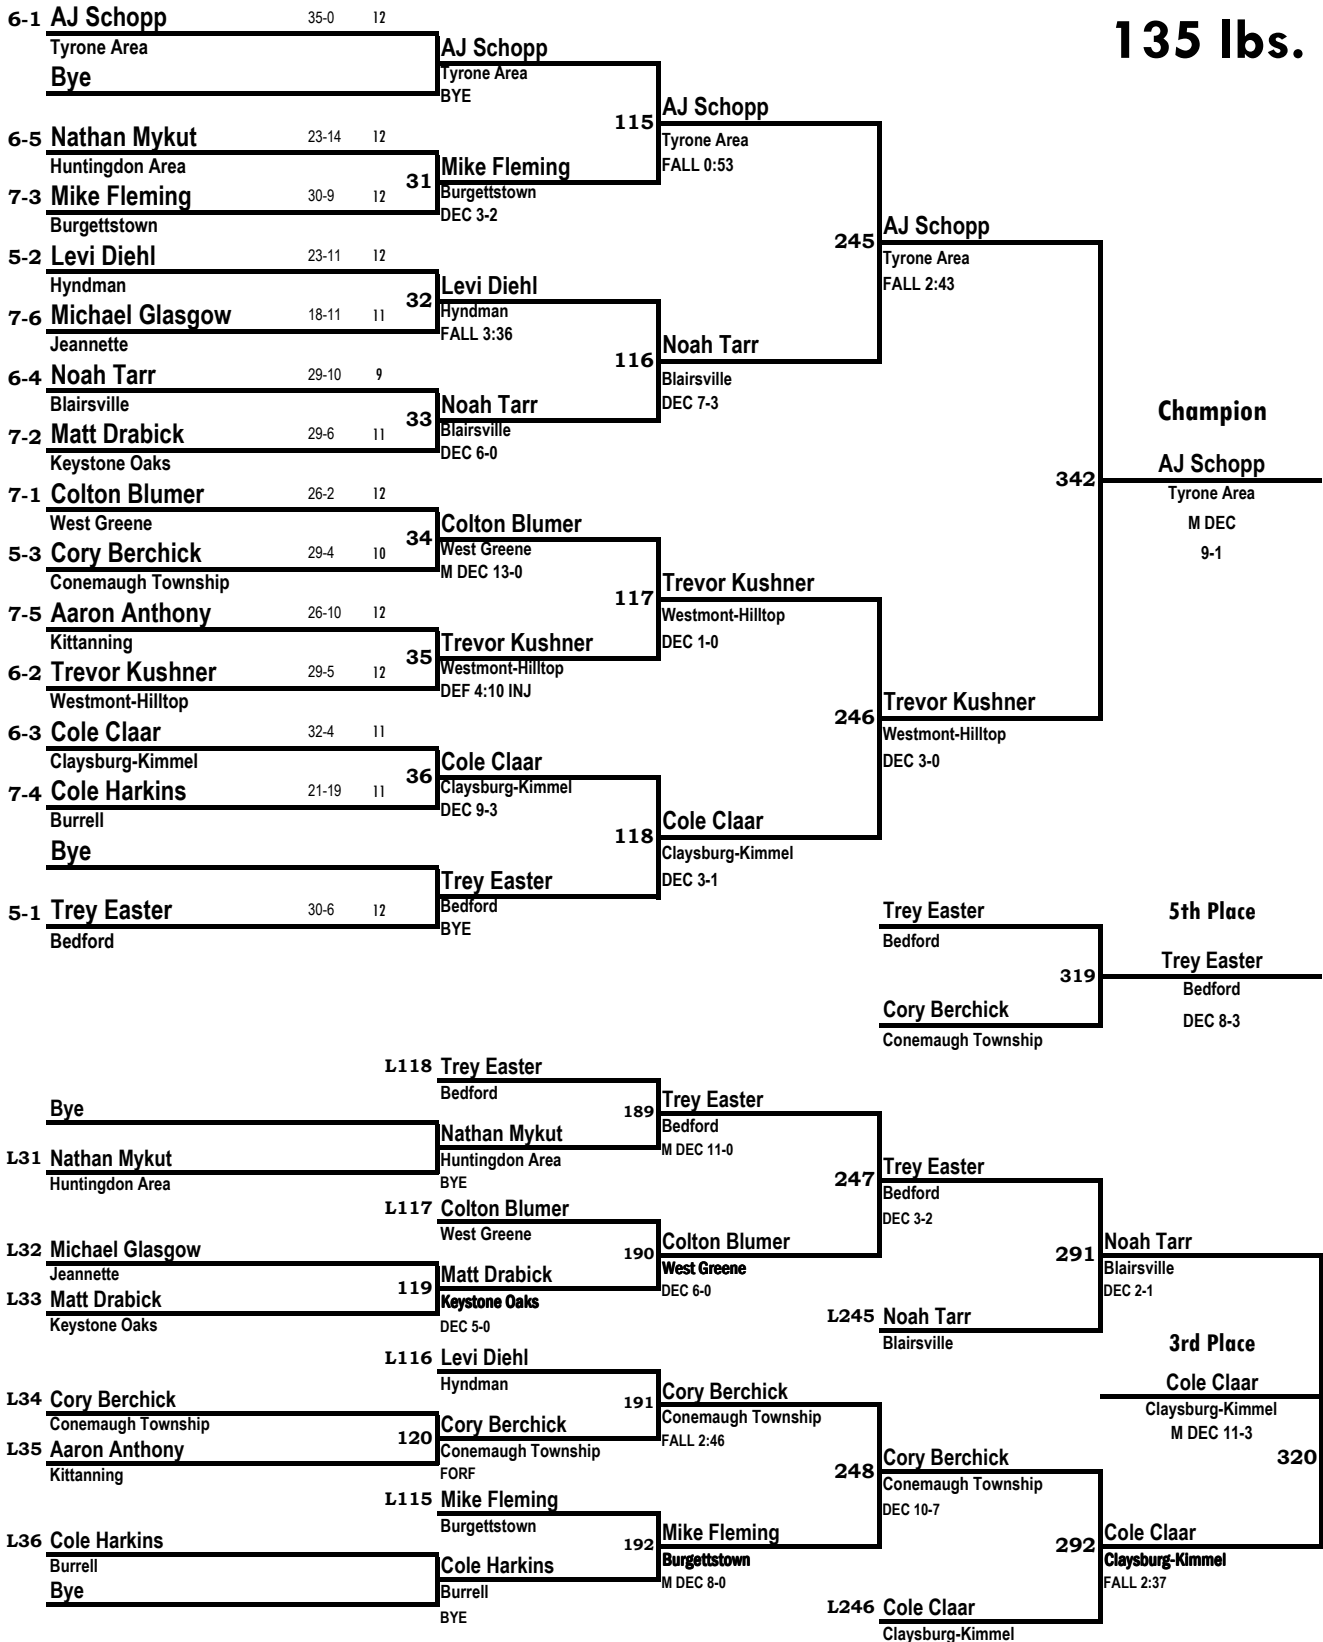 135 lbs.
6-1 AJ Schopp 35-0 12
Tyrone Area
Bye
AJ Schopp
Tyrone Area
BYE
6-5 Nathan Mykut 23-14 12
Huntingdon Area
7-3 Mike Fleming 30-9 12
Burgettstown
31 Mike Fleming
Burgettstown
DEC 3-2
115 AJ Schopp
Tyrone Area
FALL 0:53
5-2 Levi Diehl 23-11 12
Hyndman
7-6 Michael Glasgow 18-11 11
Jeannette
32 Levi Diehl
Hyndman
FALL 3:36
6-4 Noah Tarr 29-10 9
Blairsville
7-2 Matt Drabick 29-6 11
Keystone Oaks
33 Noah Tarr
Blairsville
DEC 6-0
116 Noah Tarr
Blairsville
DEC 7-3
245 AJ Schopp
Tyrone Area
FALL 2:43
7-1 Colton Blumer 26-2 12
West Greene
5-3 Cory Berchick 29-4 10
Conemaugh Township
34 Colton Blumer
West Greene
M DEC 13-0
7-5 Aaron Anthony 26-10 12
Kittanning
6-2 Trevor Kushner 29-5 12
Westmont-Hilltop
35 Trevor Kushner
Westmont-Hilltop
DEF 4:10 INJ
117 Trevor Kushner
Westmont-Hilltop
DEC 1-0
6-3 Cole Claar 32-4 11
Claysburg-Kimmel
7-4 Cole Harkins 21-19 11
Burrell
36 Cole Claar
Claysburg-Kimmel
DEC 9-3
Bye
5-1 Trey Easter 30-6 12
Bedford
Trey Easter
Bedford
BYE
118 Cole Claar
Claysburg-Kimmel
DEC 3-1
246 Trevor Kushner
Westmont-Hilltop
DEC 3-0
342
Champion
AJ Schopp
Tyrone Area
M DEC
9-1
Trey Easter
Bedford
319
Cory Berchick
Conemaugh Township
5th Place
Trey Easter
Bedford
DEC 8-3
L118 Trey Easter
Bedford
Bye
L31 Nathan Mykut
Huntingdon Area
Nathan Mykut
Huntingdon Area
BYE
189 Trey Easter
Bedford
M DEC 11-0
L117 Colton Blumer
West Greene
L32 Michael Glasgow
Jeannette
L33 Matt Drabick
Keystone Oaks
119 Matt Drabick
Keystone Oaks
DEC 5-0
190 Colton Blumer
West Greene
DEC 6-0
247 Trey Easter
Bedford
DEC 3-2
L245 Noah Tarr
Blairsville
291 Noah Tarr
Blairsville
DEC 2-1
L116 Levi Diehl
Hyndman
L34 Cory Berchick
Conemaugh Township
L35 Aaron Anthony
Kittanning
120 Cory Berchick
Conemaugh Township
FORF
191 Cory Berchick
Conemaugh Township
FALL 2:46
L115 Mike Fleming
Burgettstown
L36 Cole Harkins
Burrell
Bye
Cole Harkins
Burrell
BYE
192 Mike Fleming
Burgettstown
M DEC 8-0
248 Cory Berchick
Conemaugh Township
DEC 10-7
L246 Cole Claar
Claysburg-Kimmel
292 Cole Claar
Claysburg-Kimmel
FALL 2:37
3rd Place
Cole Claar
Claysburg-Kimmel
M DEC 11-3
320